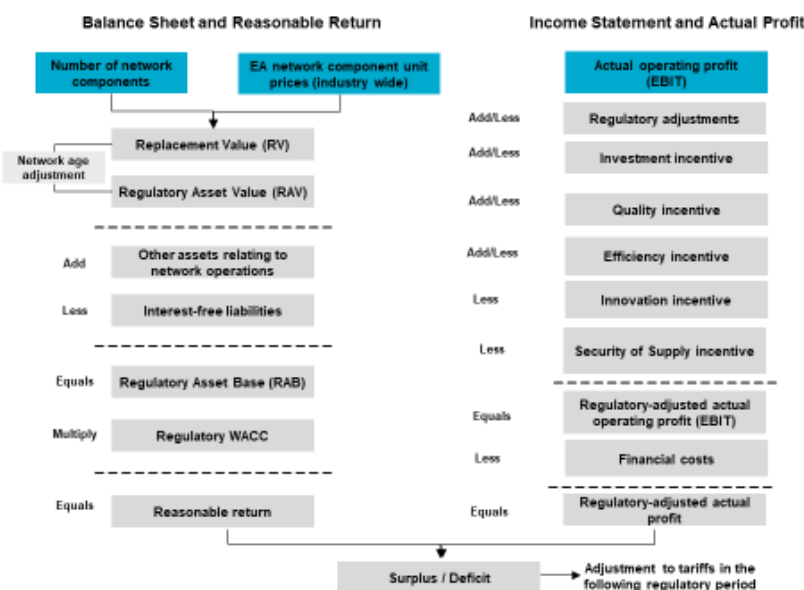 Balance Sheet and Reasonable Return
Number of network
components
EA network component unit
prices (industry wide)
Replacement Value (RV)
Network age
adjustment
Regulatory Asset Value (RAV)
Add
Other assets relating to
network operations
Less
Interest-free liabilities
Equals
Regulatory Asset Base (RAB)
Multiply
Regulatory WACC
Equals
Reasonable return
Income Statement and Actual Profit
Actual operating profit
(EBIT)
Add/Less
Regulatory adjustments
Add/Less
Investment incentive
Add/Less
Quality incentive
Add/Less
Efficiency incentive
Less
Innovation incentive
Less
Security of Supply incentive
Equals
Regulatory-adjusted actual
operating profit (EBIT)
Less
Financial costs
Equals
Regulatory-adjusted actual
profit
Surplus / Deficit
Adjustment to tariffs in the
following regulatory period